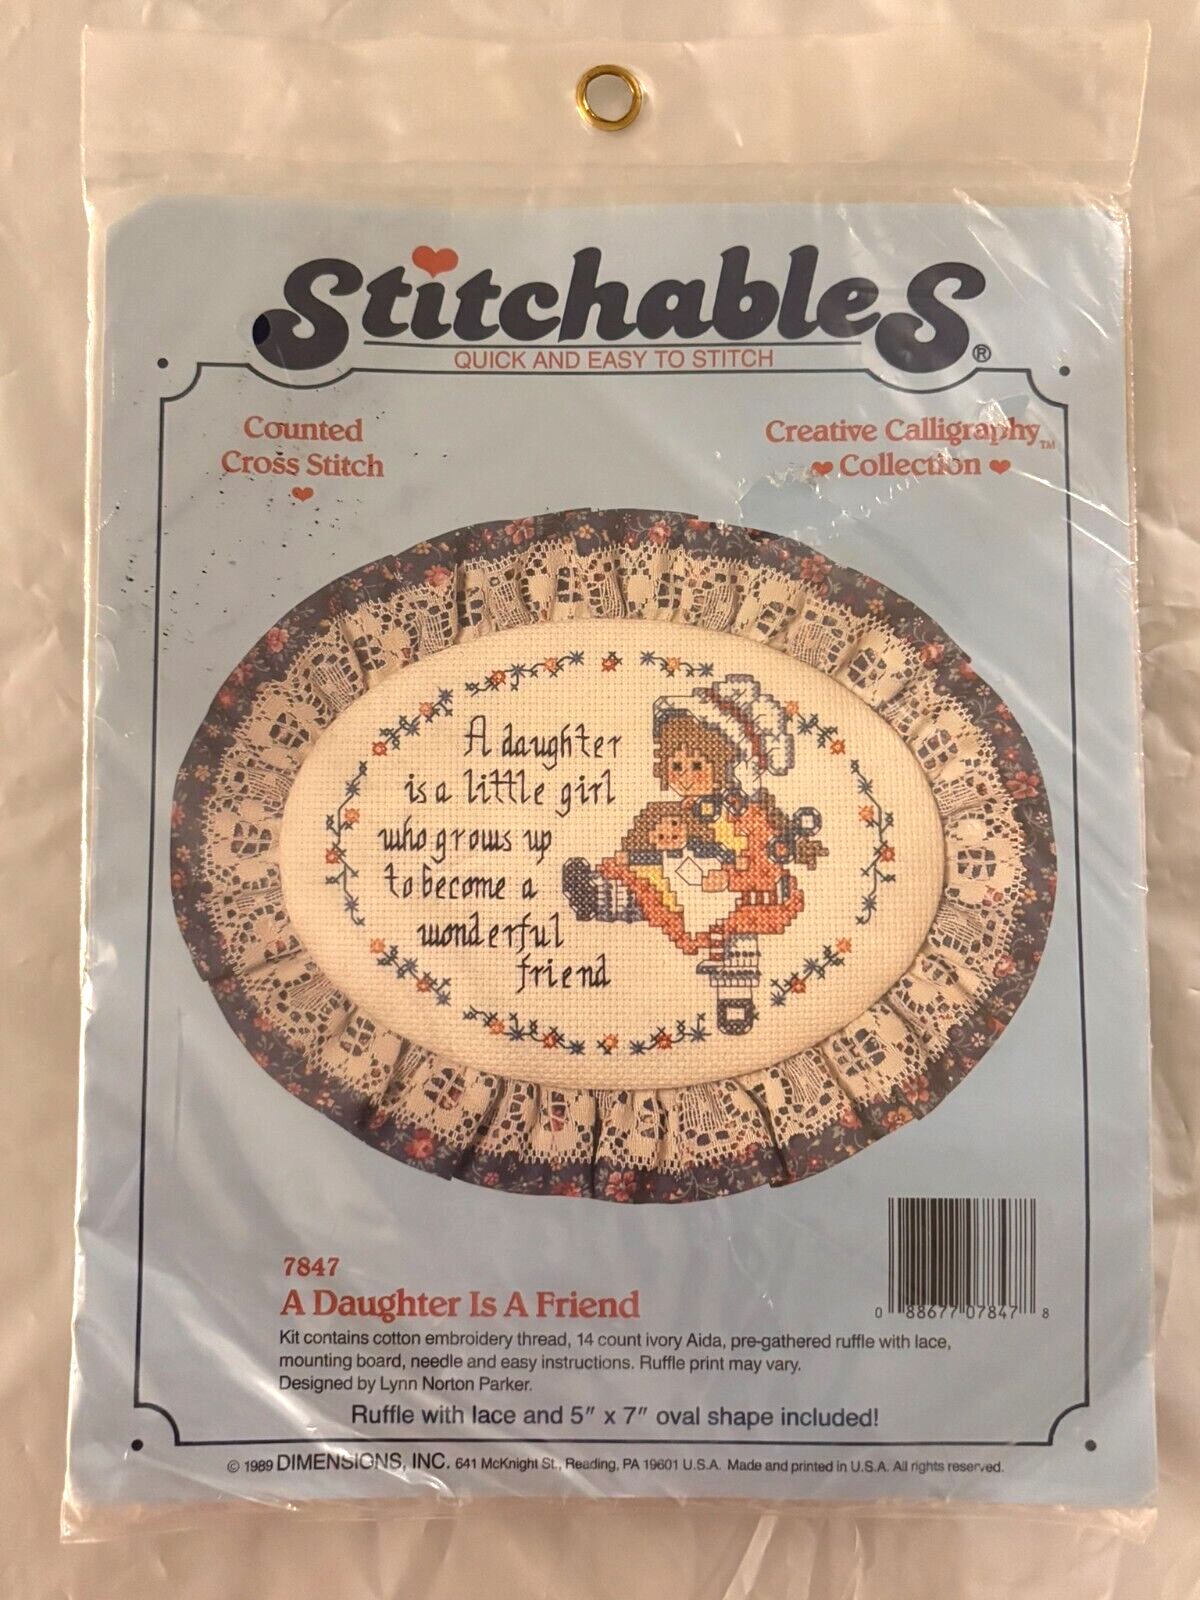 Stitchables®
QUICK AND EASY TO STITCH
Counted
Cross Stitch
Creative Calligraphy™
Collection
A daughter
is a little girl
who grows up
to become a
wonderful
friend
7847
A Daughter Is A Friend
Kit contains cotton embroidery thread, 14 count ivory Aida, pre-gathered ruffle with lace,
mounting board, needle and easy instructions. Ruffle print may vary.
Designed by Lynn Norton Parker.
0 88677 07847 8
Ruffle with lace and 5″ x 7″ oval shape included!
© 1989 DIMENSIONS, INC. 641 McKnight St., Reading, PA 19601 U.S.A. Made and printed in U.S.A. All rights reserved.